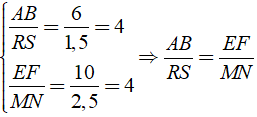 AB/RS = 6/1,5 = 4
EF/MN = 10/2,5 = 4
⇒ AB/RS = EF/MN